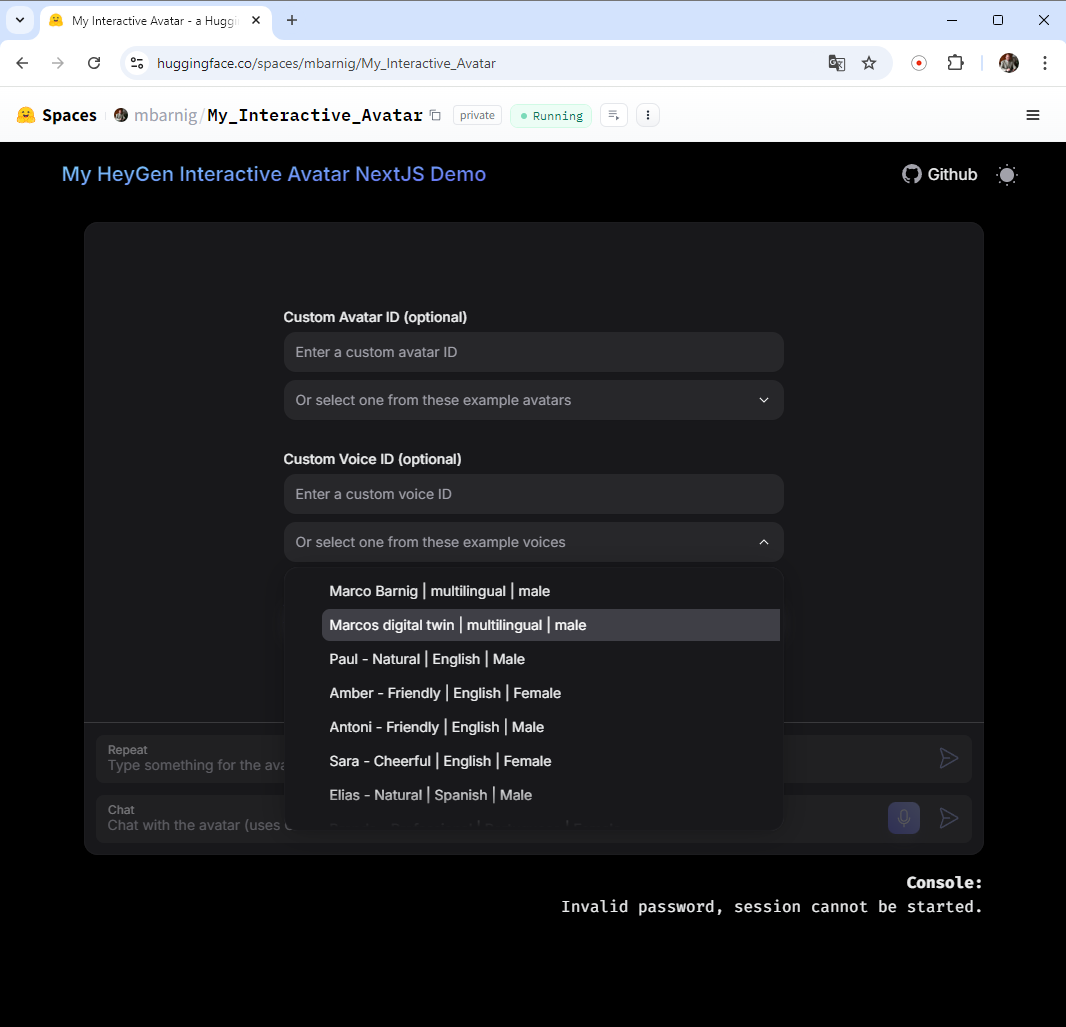 My Interactive Avatar - a Huggi
huggingface.co/spaces/mbarnig/My_Interactive_Avatar
Spaces mbarnig/My_Interactive_Avatar private Running
My HeyGen Interactive Avatar NextJS Demo Github
Custom Avatar ID (optional)
Enter a custom avatar ID
Or select one from these example avatars
Custom Voice ID (optional)
Enter a custom voice ID
Or select one from these example voices
Marco Barnig | multilingual | male
Marcos digital twin | multilingual | male
Paul - Natural | English | Male
Amber - Friendly | English | Female
Antoni - Friendly | English | Male
Sara - Cheerful | English | Female
Elias - Natural | Spanish | Male
Repeat
Type something for the ava
Chat
Chat with the avatar (uses
Console:
Invalid password, session cannot be started.